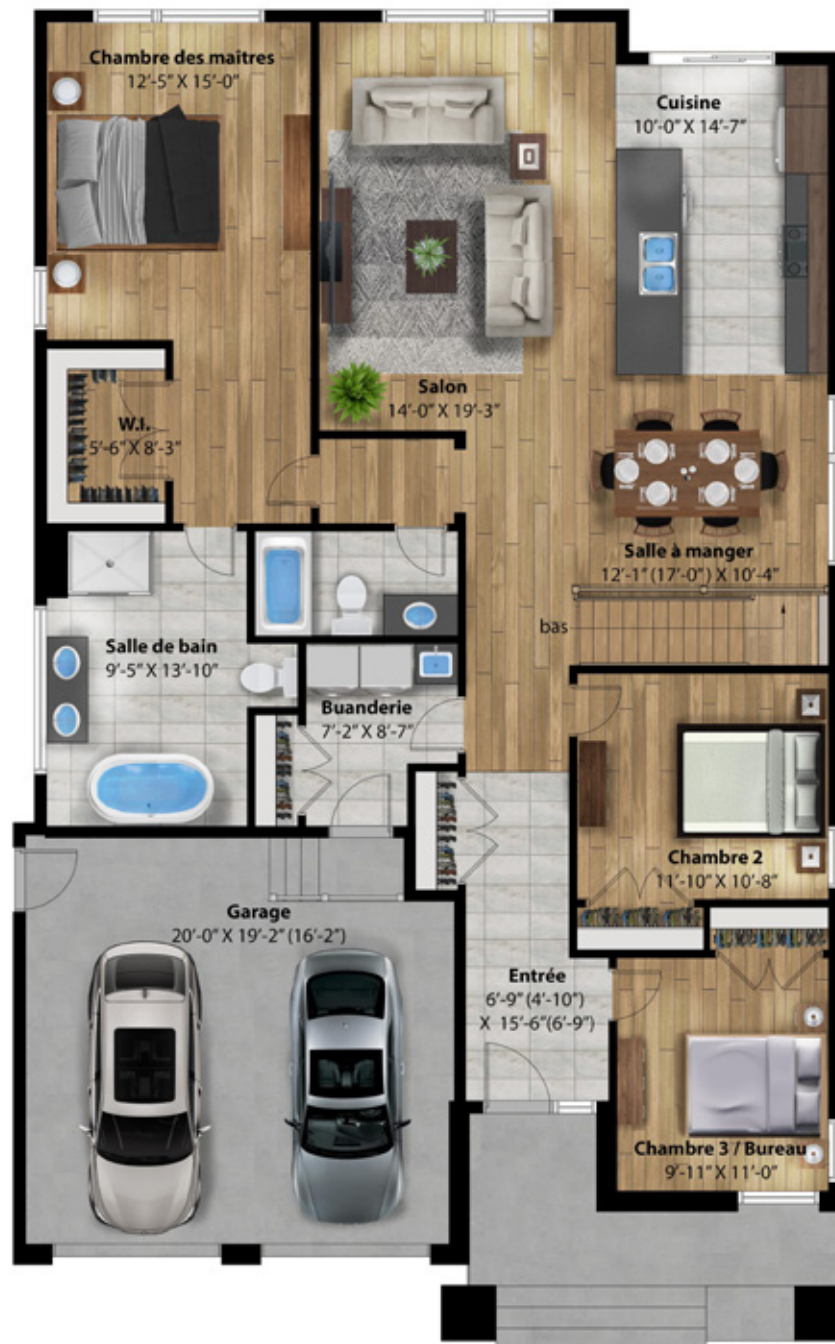 Chambre des maîtres
12'-5" X 15'-0"
Cuisine
10'-0" X 14'-7"
Salon
14'-0" X 19'-3"
W.I.
5'-6" X 8'-3"
Salle à manger
12'-1" (17'-0") X 10'-4"
bas
Salle de bain
9'-5" X 13'-10"
Buanderie
7'-2" X 8'-7"
Chambre 2
11'-10" X 10'-8"
Garage
20'-0" X 19'-2" (16'-2")
Entrée
6'-9" (4'-10")
X 15'-6"(6'-9")
Chambre 3 / Bureau
9'-11" X 11'-0"